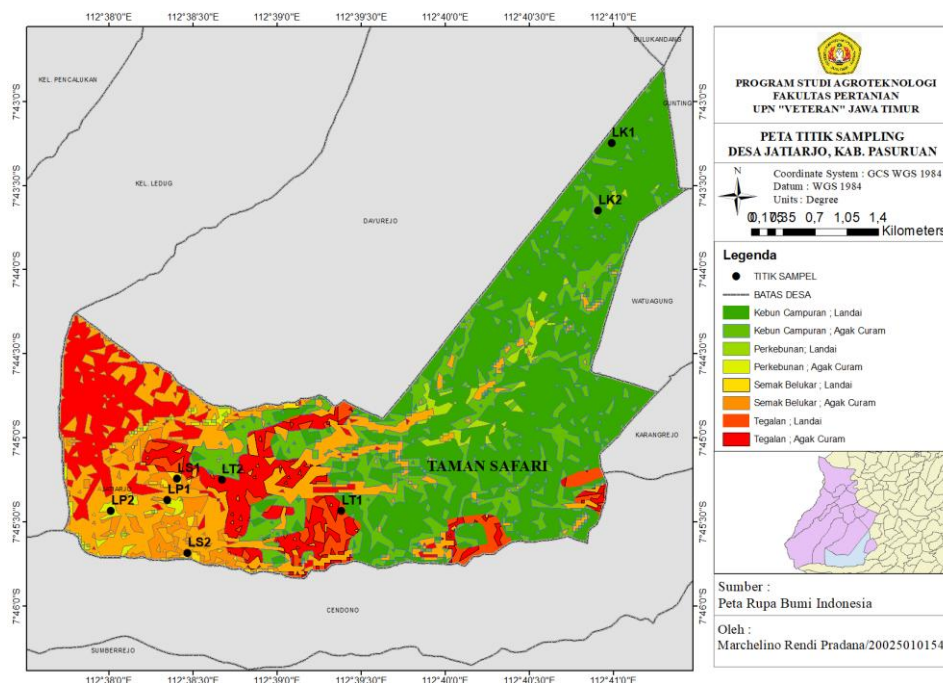 112°38'0"E 112°38'30"E 112°39'0"E 112°39'30"E 112°40'0"E 112°40'30"E 112°41'0"E
7°43'0"S
7°43'30"S
7°44'0"S
7°44'30"S
7°45'0"S
7°45'30"S
7°46'0"S
KEL. PENCALUKAN
BULUKANDANG
GUNTING
LK1
KEL. LEDUG
LK2
DAYUREJO
WATUAGUNG
KARANGREJO
TAMAN SAFARI
LS1
LT2
LP1
LP2
LT1
LS2
CENDONO
SUMBERREJO
7°43'0"S
7°43'30"S
7°44'0"S
7°44'30"S
7°45'0"S
7°45'30"S
7°46'0"S
112°38'0"E 112°38'30"E 112°39'0"E 112°39'30"E 112°40'0"E 112°40'30"E 112°41'0"E
PROGRAM STUDI AGROTEKNOLOGI
FAKULTAS PERTANIAN
UPN "VETERAN" JAWA TIMUR
PETA TITIK SAMPLING
DESA JATIARJO, KAB. PASURUAN
N
Coordinate System : GCS WGS 1984
Datum : WGS 1984
Units : Degree
0 0,1750,35 0,7 1,05 1,4
Kilometers
Legenda
TITIK SAMPEL
BATAS DESA
Kebun Campuran ; Landai
Kebun Campuran ; Agak Curam
Perkebunan ; Landai
Perkebunan ; Agak Curam
Semak Belukar ; Landai
Semak Belukar ; Agak Curam
Tegalan ; Landai
Tegalan ; Agak Curam
Sumber :
Peta Rupa Bumi Indonesia
Oleh :
Marchelino Rendi Pradana/20025010154